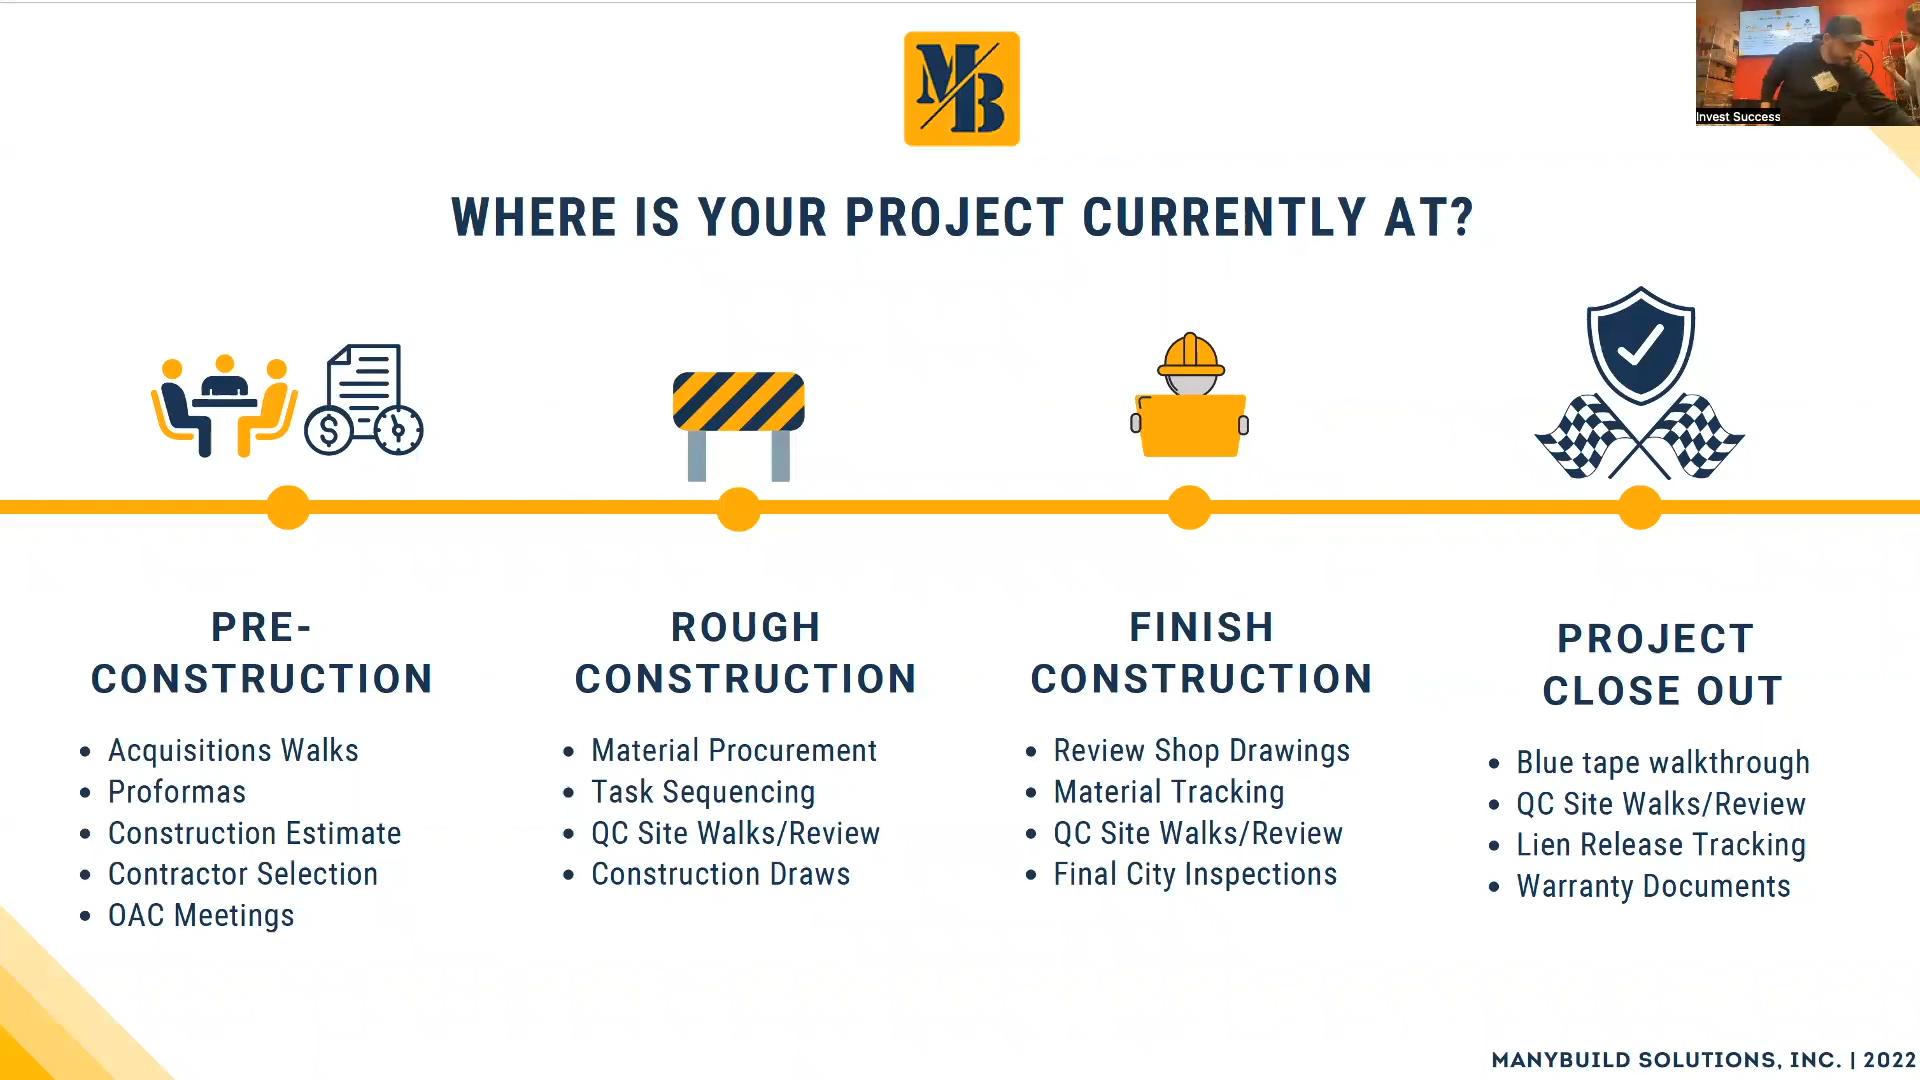 MB
Invest Success
WHERE IS YOUR PROJECT CURRENTLY AT?
$
PRE-
CONSTRUCTION
Acquisitions Walks
Proformas
Construction Estimate
Contractor Selection
OAC Meetings
ROUGH
CONSTRUCTION
Material Procurement
Task Sequencing
QC Site Walks/Review
Construction Draws
FINISH
CONSTRUCTION
Review Shop Drawings
Material Tracking
QC Site Walks/Review
Final City Inspections
PROJECT
CLOSE OUT
Blue tape walkthrough
QC Site Walks/Review
Lien Release Tracking
Warranty Documents
MANYBUILD SOLUTIONS, INC. | 2022